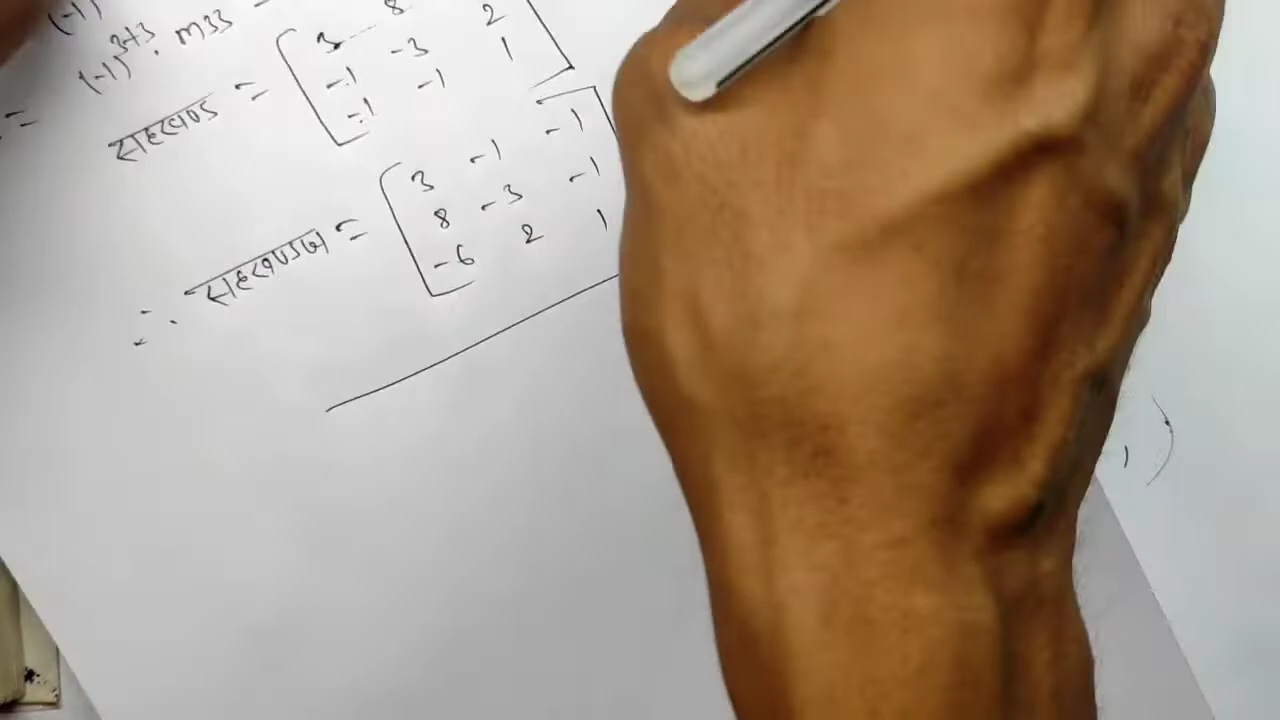 (-1)
(-1)³⁺³. m33
सहखण्ड = [ 3 8
-1 -3 2
-1 -1 1 ]
∴ सहखण्डज = [ 3 -1 -1
8 -3 -1
-6 2 1